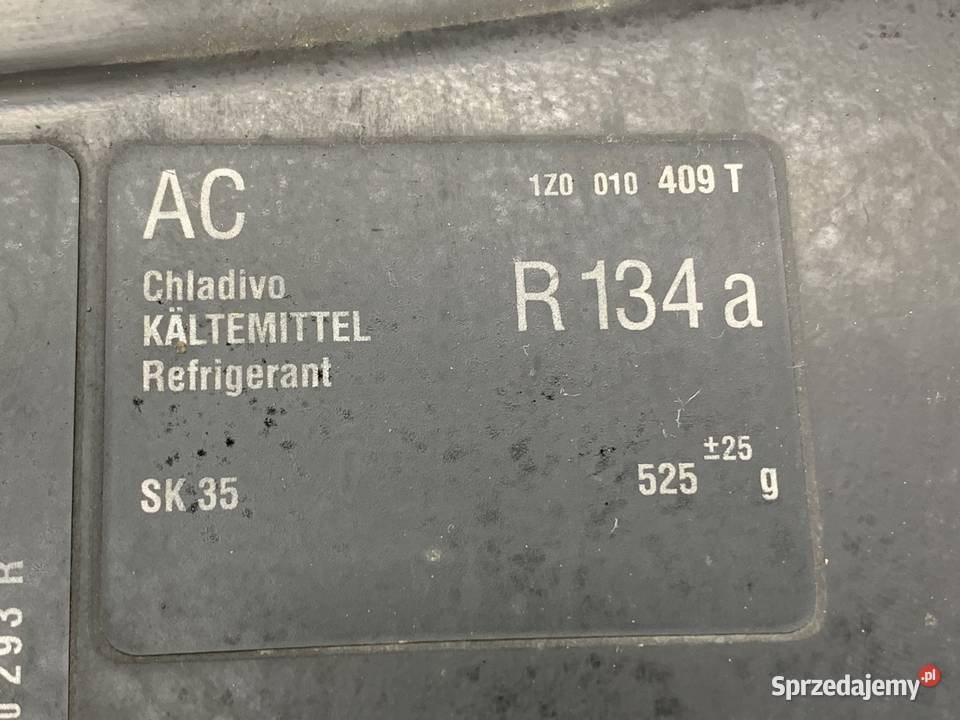 AC
1Z0 010 409 T
Chladivo
KÄLTEMITTEL
Refrigerant
R 134 a
SK 35
525 ±25 g
0 293 R
Sprzedajemy.pl